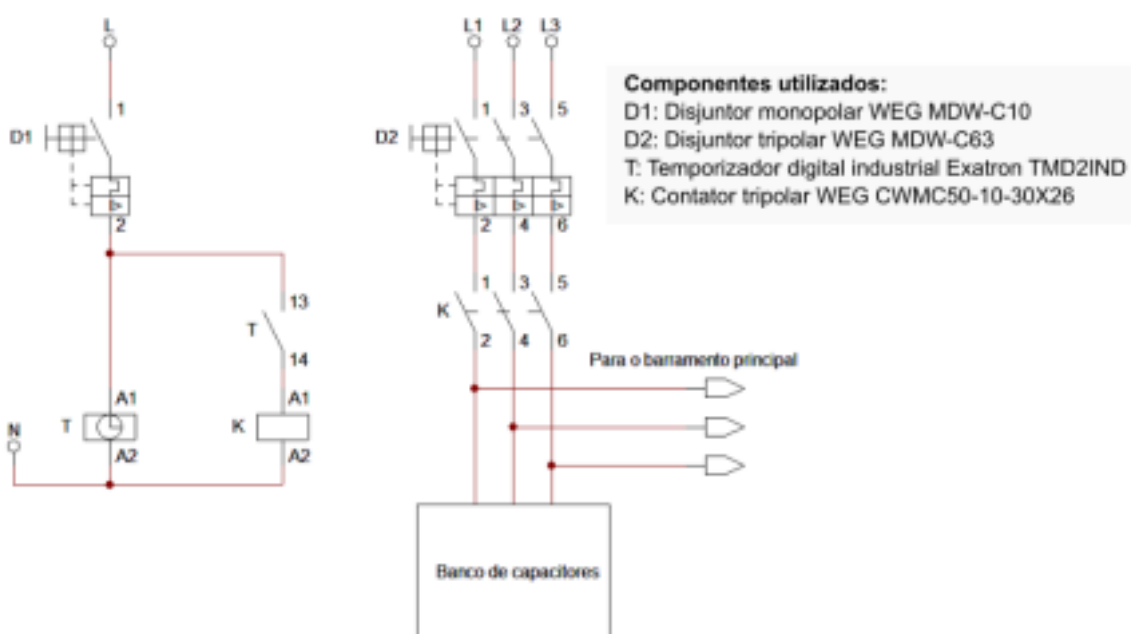 L
1
D1
2
13
T
14
A1
T
A2
A1
K
A2
N
L1 L2 L3
1 3 5
D2
2 4 6
1 3 5
K
2 4 6
Para o barramento principal
Banco de capacitores
Componentes utilizados:
D1: Disjuntor monopolar WEG MDW-C10
D2: Disjuntor tripolar WEG MDW-C63
T: Temporizador digital industrial Exatron TMD2IND
K: Contator tripolar WEG CWMC50-10-30X26